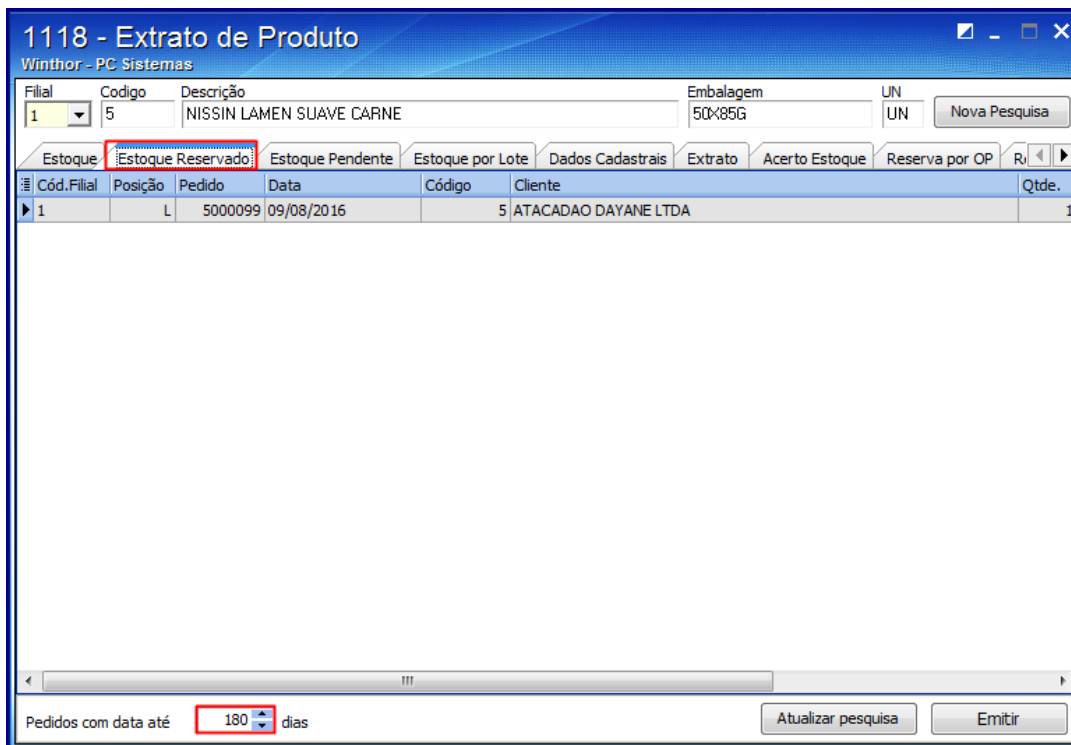 1118 - Extrato de Produto
Winthor - PC Sistemas
Filial Codigo Descrição Embalagem UN
1 5 NISSIN LAMEN SUAVE CARNE 50X85G UN Nova Pesquisa
Estoque Estoque Reservado Estoque Pendente Estoque por Lote Dados Cadastrais Extrato Acerto Estoque Reserva por OP
Cód.Filial Posição Pedido Data Código Cliente Qtde.
1 L 5000099 09/08/2016 5 ATACADAO DAYANE LTDA 1
Pedidos com data até 180 dias Atualizar pesquisa Emitir